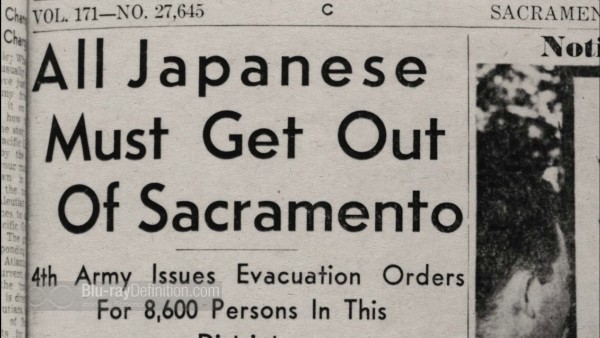 VOL. 171—NO. 27,645
C
SACRAMEN
Noti
All Japanese
Must Get Out
Of Sacramento
4th Army Issues Evacuation Orders
For 8,600 Persons In This
Blu-rayDefinition.com